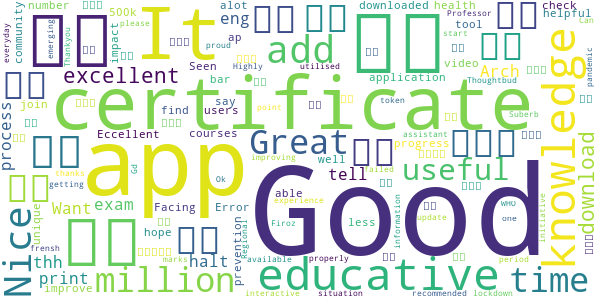 number 500k alot eng ap downloaded health check Professor
community everyday emerging please Thankyou impact It add tool helpful can start pandemic
proud Highly utilised Seen bar application video Arch
join excellent find say users point token Thoughtbud
process certificate Suberb
Eccellent courses assistant progress
app Great well failed knowledge
thanks improving tell useful download
getting Gd Ok able experience
Nice unique Want exam Facing Error hope less Good information update WHO one initiative
thh frensh prevention Regional Firoz
print million halt educative time
improve marks available properly period
interactive situation recommended lockdown